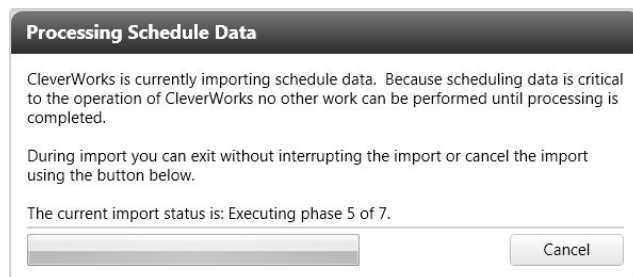 Processing Schedule Data
CleverWorks is currently importing schedule data.  Because scheduling data is critical
to the operation of CleverWorks no other work can be performed until processing is
completed.
During import you can exit without interrupting the import or cancel the import
using the button below.
The current import status is: Executing phase 5 of 7.
Cancel